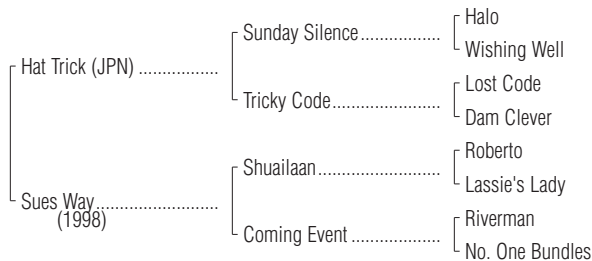 Halo
Sunday Silence..................
Wishing Well
Hat Trick (JPN) .................
Lost Code
Tricky Code........................
Dam Clever
Roberto
Shuailaan...........................
Lassie's Lady
Sues Way..........................
(1998)
Riverman
Coming Event ...................
No. One Bundles